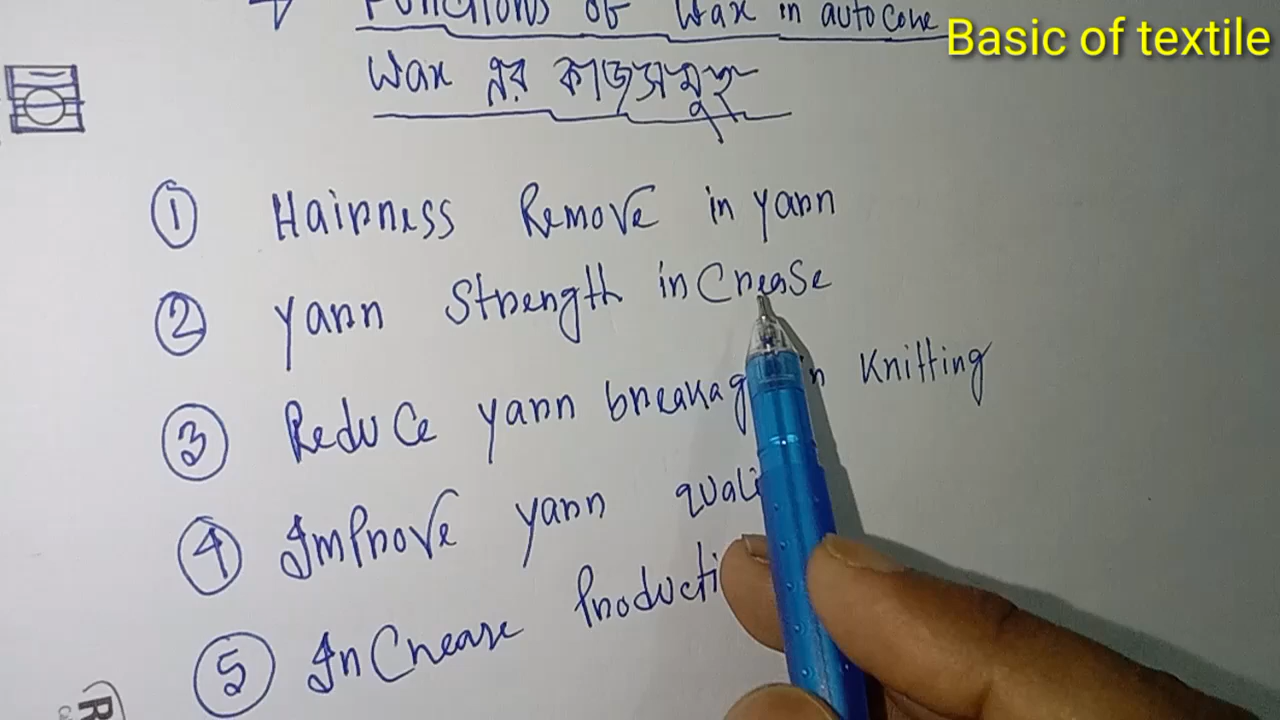 Functions of Wax in autocone
Basic of textile
Wax এর কাজসমূহ
① Hairness Remove in yarn
② Yarn Strength inCrease
③ Reduce yarn breakag in Knitting
④ Improve yarn quali
⑤ InCrease Producti
R